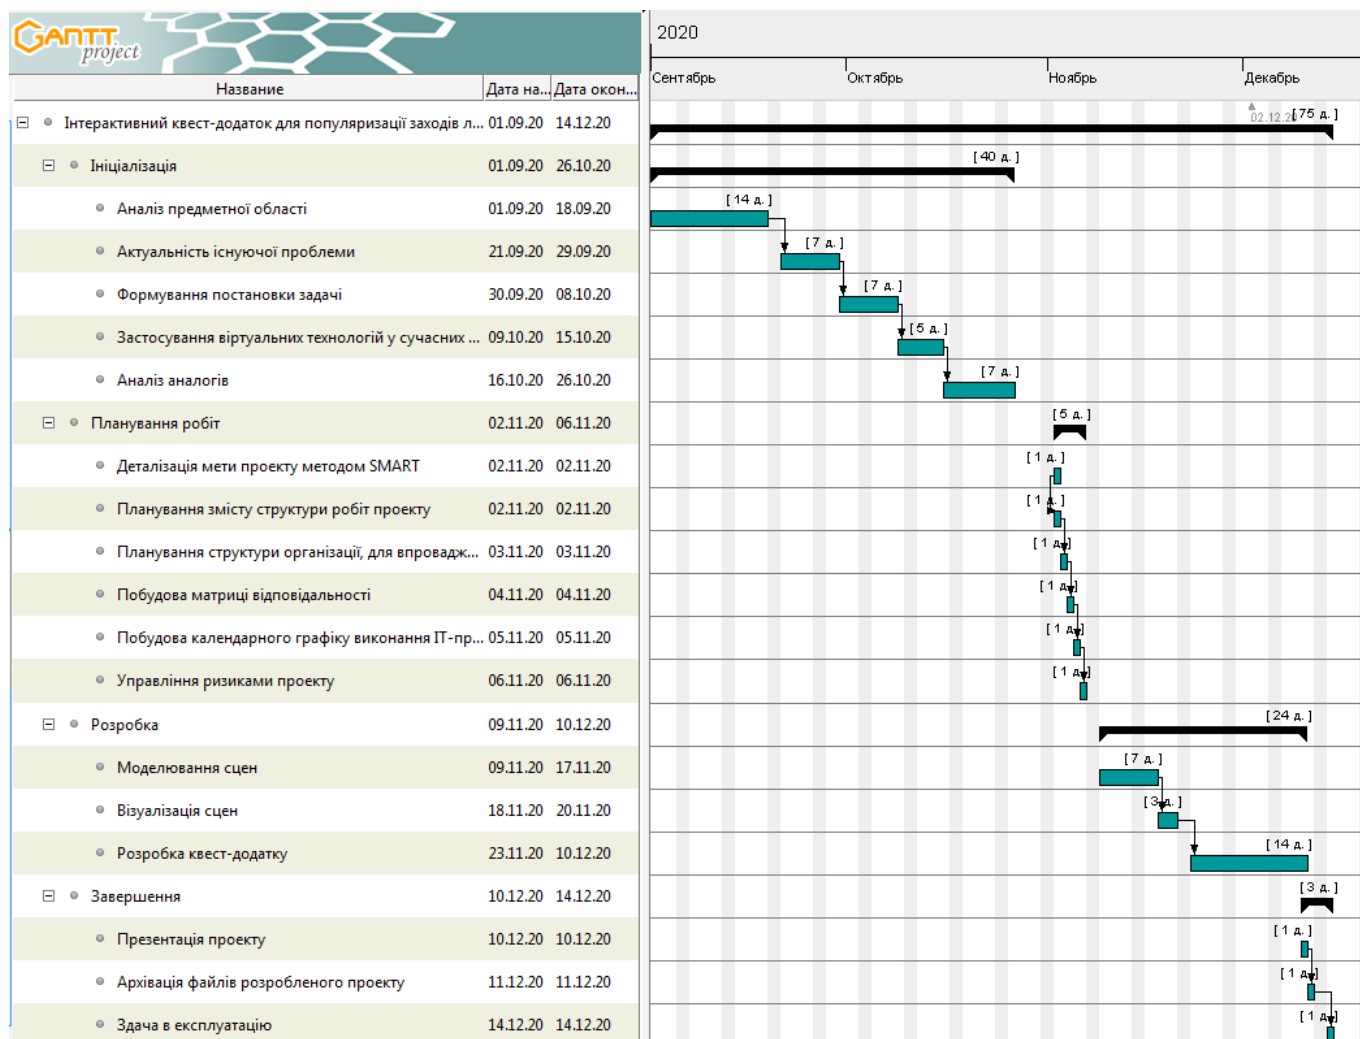 GANTT
project
2020
Сентябрь Октябрь Ноябрь Декабрь
Название Дата на... Дата окон...
02.12.20
Інтерактивний квест-додаток для популяризації заходів л... 01.09.20 14.12.20 [75 д.]
Ініціалізація 01.09.20 26.10.20 [40 д.]
Аналіз предметної області 01.09.20 18.09.20 [14 д.]
Актуальність існуючої проблеми 21.09.20 29.09.20 [7 д.]
Формування постановки задачі 30.09.20 08.10.20 [7 д.]
Застосування віртуальних технологій у сучасних ... 09.10.20 15.10.20 [5 д.]
Аналіз аналогів 16.10.20 26.10.20 [7 д.]
Планування робіт 02.11.20 06.11.20 [5 д.]
Деталізація мети проекту методом SMART 02.11.20 02.11.20 [1 д.]
Планування змісту структури робіт проекту 02.11.20 02.11.20 [1 д.]
Планування структури організації, для впровадж... 03.11.20 03.11.20 [1 д.]
Побудова матриці відповідальності 04.11.20 04.11.20 [1 д.]
Побудова календарного графіку виконання ІТ-пр... 05.11.20 05.11.20 [1 д.]
Управління ризиками проекту 06.11.20 06.11.20 [1 д.]
Розробка 09.11.20 10.12.20 [24 д.]
Моделювання сцен 09.11.20 17.11.20 [7 д.]
Візуалізація сцен 18.11.20 20.11.20 [3 д.]
Розробка квест-додатку 23.11.20 10.12.20 [14 д.]
Завершення 10.12.20 14.12.20 [3 д.]
Презентація проекту 10.12.20 10.12.20 [1 д.]
Архівація файлів розробленого проекту 11.12.20 11.12.20 [1 д.]
Здача в експлуатацію 14.12.20 14.12.20 [1 д.]